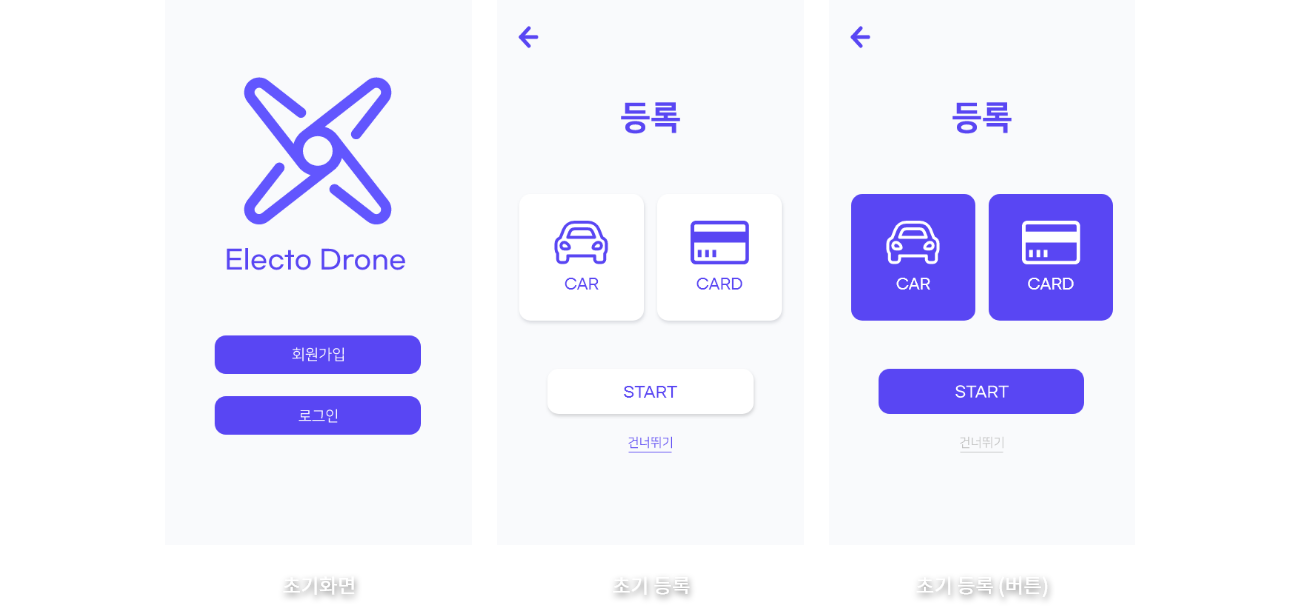 Electo Drone
회원가입
로그인
초기화면
등록
CAR
CARD
START
건너뛰기
초기 등록
등록
CAR
CARD
START
건너뛰기
초기 등록 (버튼)